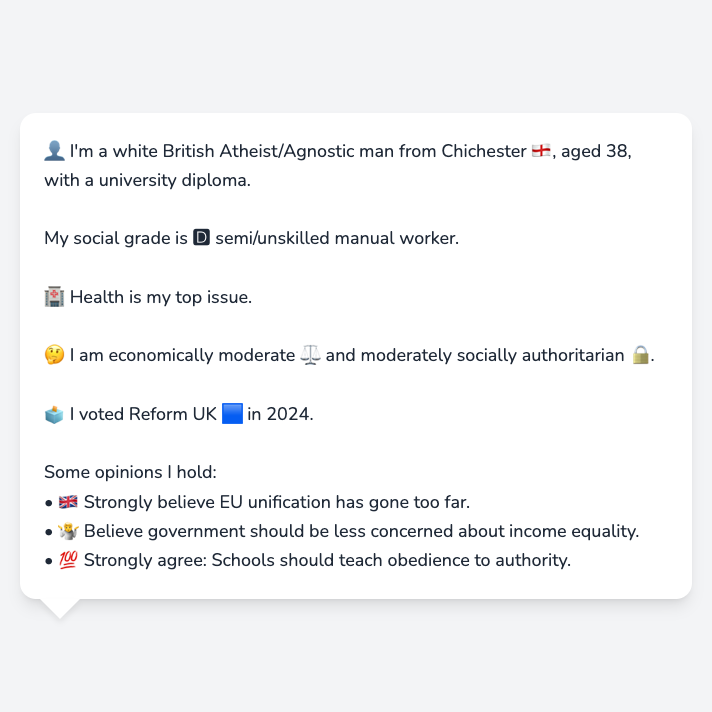 👤 I'm a white British Atheist/Agnostic man from Chichester 🏴󠁧󠁢󠁥󠁮󠁧󠁿, aged 38,
with a university diploma.
My social grade is 🅳 semi/unskilled manual worker.
🏥 Health is my top issue.
🤔 I am economically moderate ⚖️ and moderately socially authoritarian 🔒.
🗳️ I voted Reform UK 🟦 in 2024.
Some opinions I hold:
• 🇬🇧 Strongly believe EU unification has gone too far.
• 🤷 Believe government should be less concerned about income equality.
• 💯 Strongly agree: Schools should teach obedience to authority.